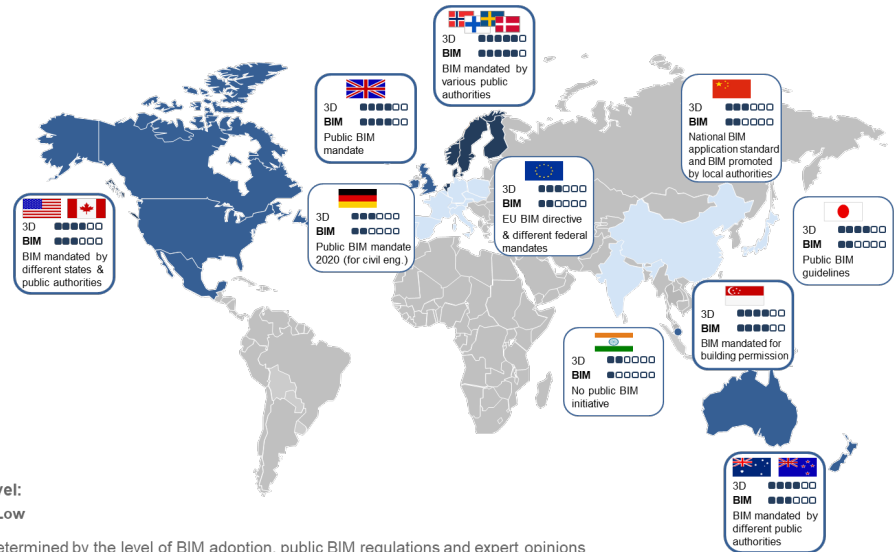 3D
BIM
BIM mandated by
various public
authorities
3D
BIM
Public BIM
mandate
3D
BIM
National BIM
application standard
and BIM promoted
by local authorities
3D
BIM
EU BIM directive
& different federal
mandates
3D
BIM
Public BIM mandate
2020 (for civil eng.)
3D
BIM
BIM mandated by
different states &
public authorities
3D
BIM
Public BIM
guidelines
3D
BIM
BIM mandated for
building permission
3D
BIM
No public BIM
initiative
3D
BIM
BIM mandated by
different public
authorities
vel:
Low
etermined by the level of BIM adoption, public BIM regulations and expert opinions